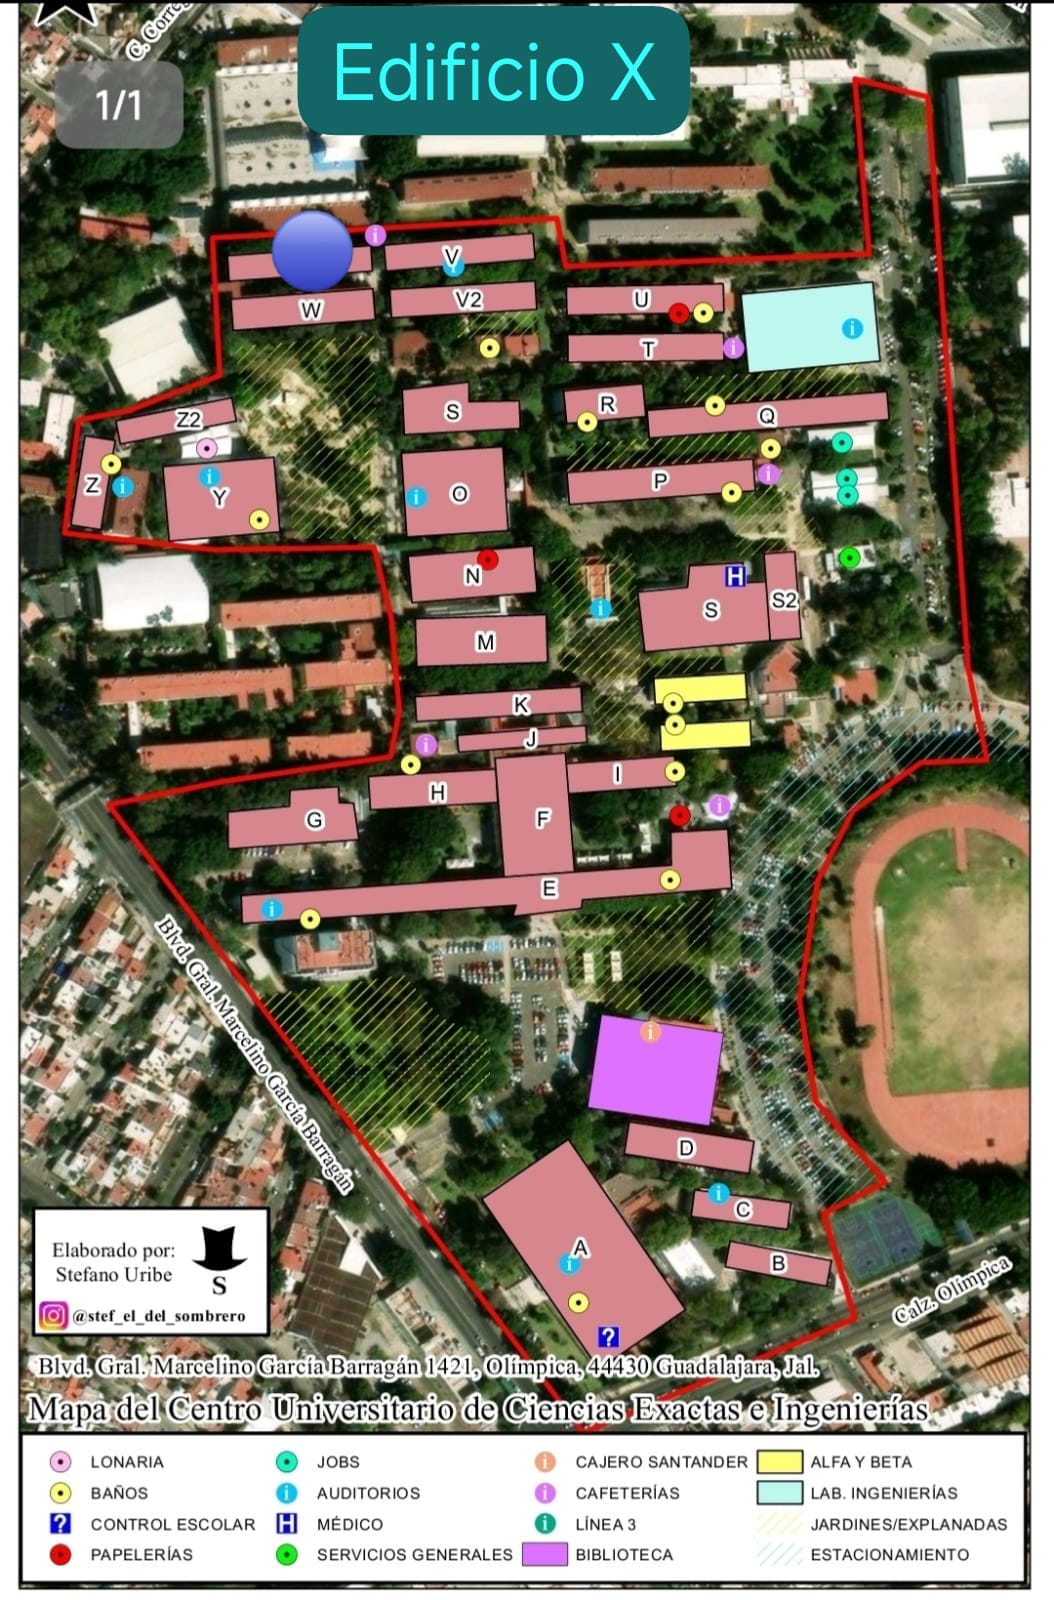 C. Correg
Edificio X
1/1
V
W
V2
U
T
S
R
Q
Z2
Z
Y
O
P
N
S
S2
M
K
J
I
H
G
F
E
Blvd. Gral. Marcelino García Barragán
D
C
A
B
Elaborado por:
Stefano Uribe
S
@stef_el_del_sombrero
Calz. Olímpica
Blvd. Gral. Marcelino García Barragán 1421, Olímpica, 44430 Guadalajara, Jal.
Mapa del Centro Universitario de Ciencias Exactas e Ingenierías
LONARIA
JOBS
CAJERO SANTANDER
ALFA Y BETA
BAÑOS
AUDITORIOS
CAFETERÍAS
LAB. INGENIERÍAS
? CONTROL ESCOLAR
H MÉDICO
LÍNEA 3
JARDINES/EXPLANADAS
PAPELERÍAS
SERVICIOS GENERALES
BIBLIOTECA
ESTACIONAMIENTO